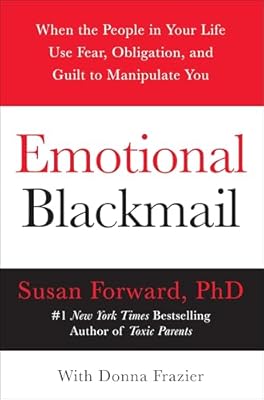 When the People in Your Life
Use Fear, Obligation, and
Guilt to Manipulate You
Emotional
Blackmail
Susan Forward, PhD
#1 New York Times Bestselling
Author of Toxic Parents
With Donna Frazier